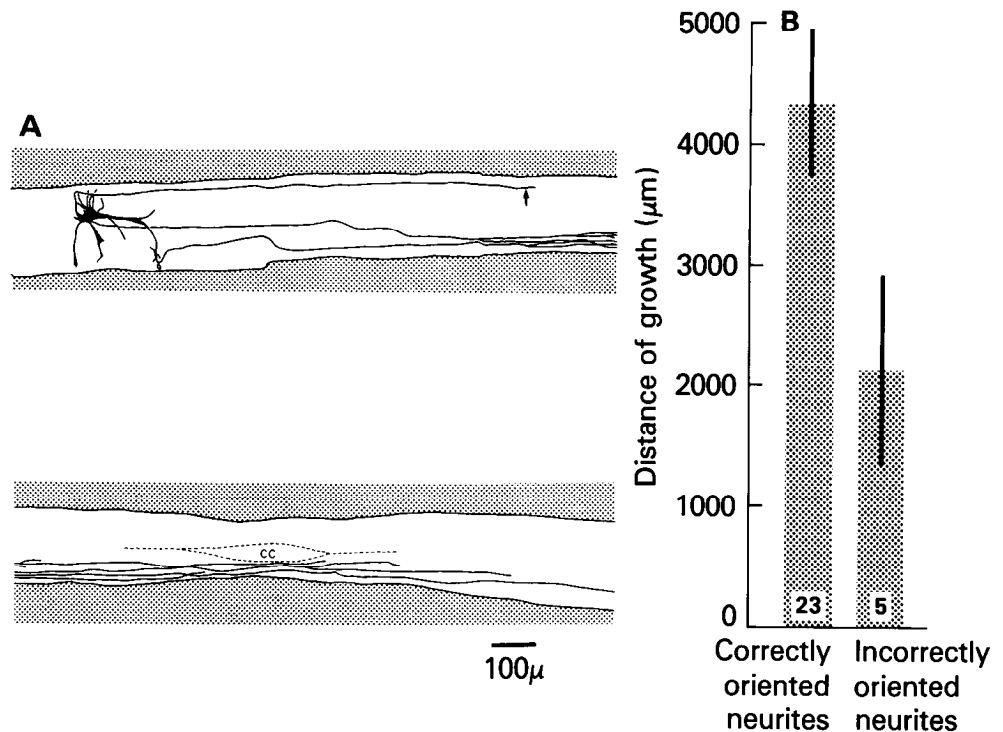 A
cc
100μ
B
Distance of growth (μm)
5000
4000
3000
2000
1000
0
23
5
Correctly oriented neurites
Incorrectly oriented neurites